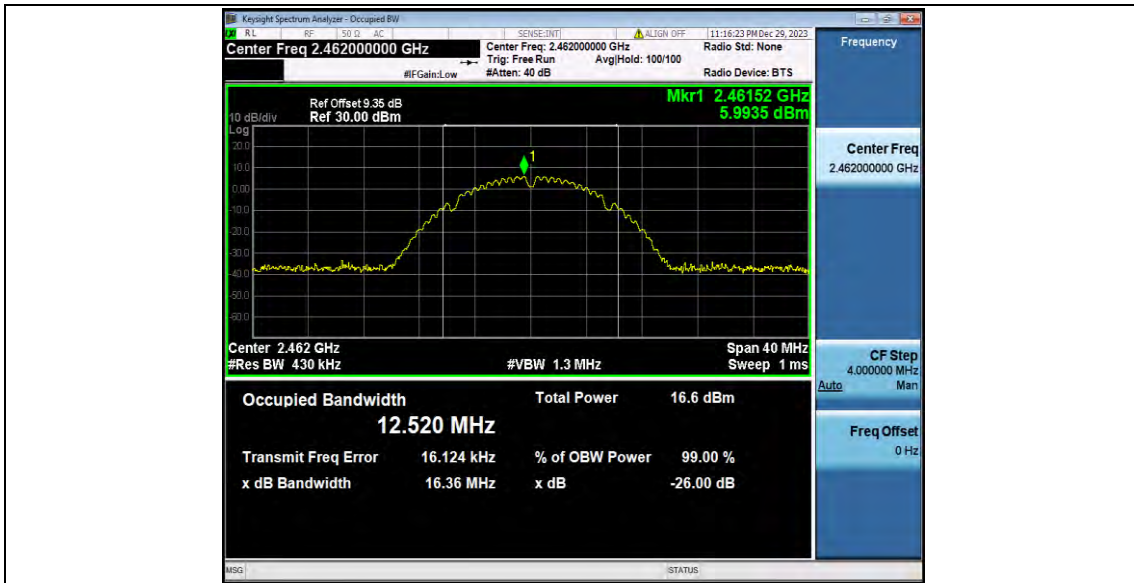 Keysight Spectrum Analyzer - Occupied BW
RL RF 50 Ω AC SENSE:INT ALIGN OFF 11:16:23 PM Dec 29, 2023
Center Freq 2.462000000 GHz
Center Freq: 2.462000000 GHz
Radio Std: None
Trig: Free Run Avg|Hold: 100/100
#IFGain:Low #Atten: 40 dB Radio Device: BTS
Frequency
Mkr1 2.46152 GHz
5.9935 dBm
Ref Offset 9.35 dB
10 dB/div Ref 30.00 dBm
Log
20.0
10.0
0.00
-10.0
-20.0
-30.0
-40.0
-50.0
-60.0
1
Center 2.462 GHz Span 40 MHz
#Res BW 430 kHz #VBW 1.3 MHz Sweep 1 ms
Occupied Bandwidth Total Power 16.6 dBm
12.520 MHz
Transmit Freq Error 16.124 kHz % of OBW Power 99.00 %
x dB Bandwidth 16.36 MHz x dB -26.00 dB
Center Freq
2.462000000 GHz
CF Step
4.000000 MHz
Auto Man
Freq Offset
0 Hz
MSG STATUS